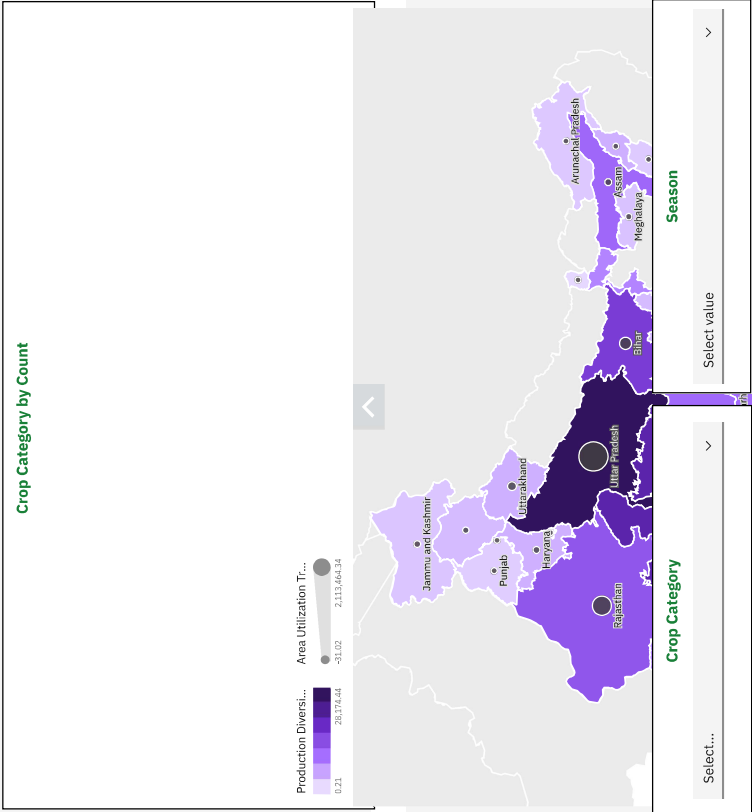 Crop Category by Count
Production Diversi...
0.21
28,174.44
Area Utilization Tr...
-31.02
2,113,464.34
Jammu and Kashmir
Punjab
Haryana
Uttarakhand
Rajasthan
Uttar Pradesh
Bihar
Meghalaya
Assam
Arunachal Pradesh
Crop Category
Select...
Season
Select value